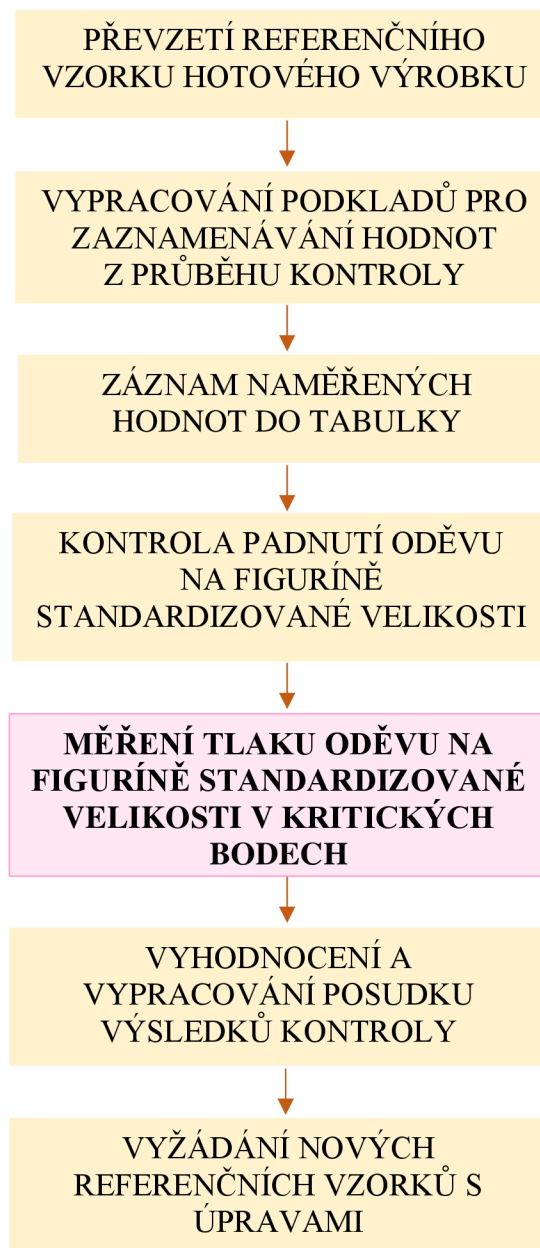 PŘEVZETÍ REFERENČNÍHO
VZORKU HOTOVÉHO VÝROBKU
VYPRACOVÁNÍ PODKLADŮ PRO
ZAZNAMENÁVÁNÍ HODNOT
Z PRŮBĚHU KONTROLY
ZÁZNAM NAMĚŘENÝCH
HODNOT DO TABULKY
KONTROLA PADNUTÍ ODĚVU
NA FIGURÍNĚ
STANDARDIZOVANÉ VELIKOSTI
MĚŘENÍ TLAKU ODĚVU NA
FIGURÍNĚ STANDARDIZOVANÉ
VELIKOSTI V KRITICKÝCH
BODECH
VYHODNOCENÍ A
VYPRACOVÁNÍ POSUDKU
VÝSLEDKŮ KONTROLY
VYŽÁDÁNÍ NOVÝCH
REFERENČNÍCH VZORKŮ S
ÚPRAVAMI